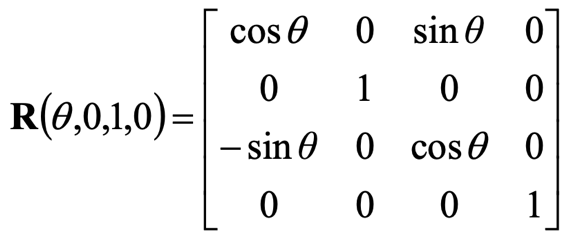 cos θ 0 sin θ 0
0 1 0 0
R(θ,0,1,0)=
− sin θ 0 cos θ 0
0 0 0 1